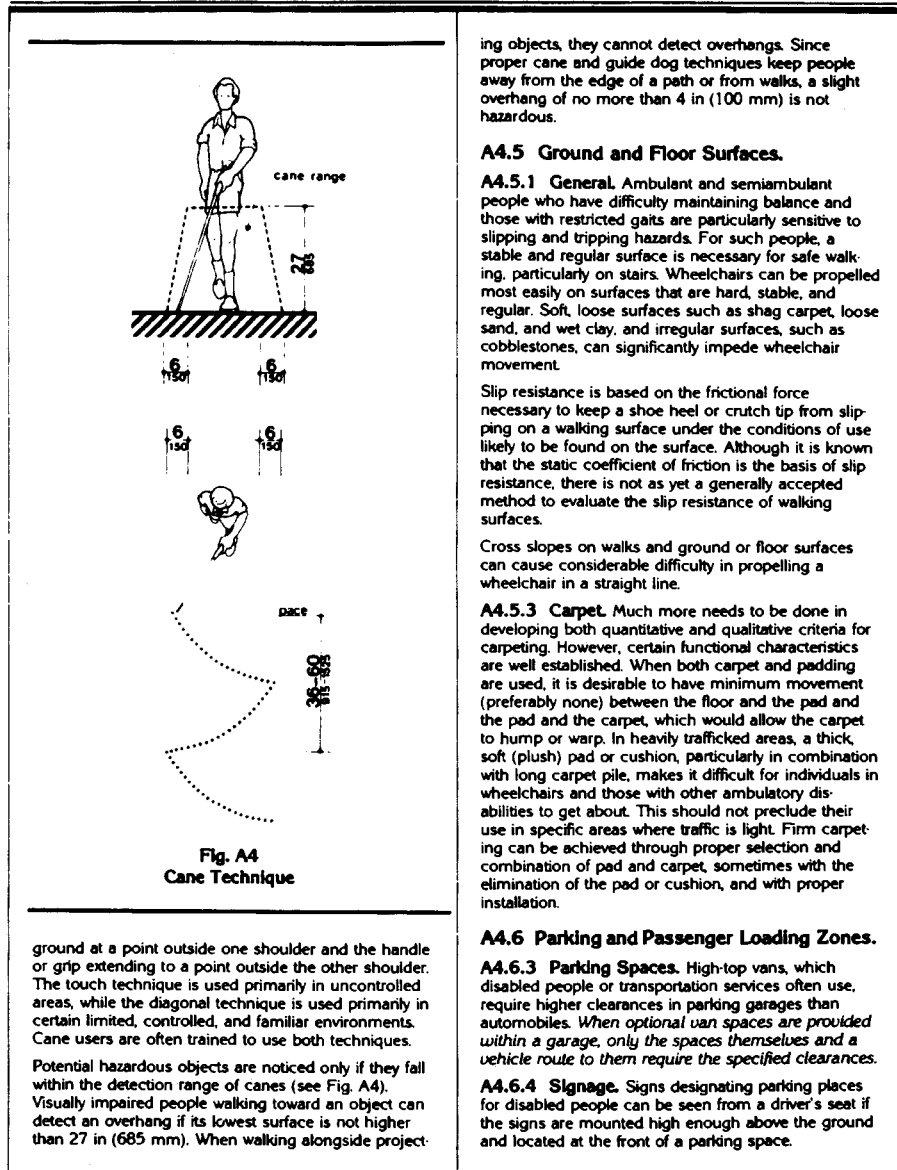 cane range
27
685
6
150
6
150
6
150
6
150
pace
36-60
915-1525
Fig. A4
Cane Technique
ground at a point outside one shoulder and the handle
or grip extending to a point outside the other shoulder.
The touch technique is used primarily in uncontrolled
areas, while the diagonal technique is used primarily in
certain limited, controlled, and familiar environments.
Cane users are often trained to use both techniques.
Potential hazardous objects are noticed only if they fall
within the detection range of canes (see Fig. A4).
Visually impaired people walking toward an object can
detect an overhang if its lowest surface is not higher
than 27 in (685 mm). When walking alongside project-
ing objects, they cannot detect overhangs. Since
proper cane and guide dog techniques keep people
away from the edge of a path or from walks, a slight
overhang of no more than 4 in (100 mm) is not
hazardous.
A4.5 Ground and Floor Surfaces.
A4.5.1 General. Ambulant and semiambulant
people who have difficulty maintaining balance and
those with restricted gaits are particularly sensitive to
slipping and tripping hazards. For such people, a
stable and regular surface is necessary for safe walk-
ing, particularly on stairs. Wheelchairs can be propelled
most easily on surfaces that are hard, stable, and
regular. Soft, loose surfaces such as shag carpet, loose
sand, and wet clay, and irregular surfaces, such as
cobblestones, can significantly impede wheelchair
movement.
Slip resistance is based on the frictional force
necessary to keep a shoe heel or crutch tip from slip-
ping on a walking surface under the conditions of use
likely to be found on the surface. Although it is known
that the static coefficient of friction is the basis of slip
resistance, there is not as yet a generally accepted
method to evaluate the slip resistance of walking
surfaces.
Cross slopes on walks and ground or floor surfaces
can cause considerable difficulty in propelling a
wheelchair in a straight line.
A4.5.3 Carpet. Much more needs to be done in
developing both quantitative and qualitative criteria for
carpeting. However, certain functional characteristics
are well established. When both carpet and padding
are used, it is desirable to have minimum movement
(preferably none) between the floor and the pad and
the pad and the carpet, which would allow the carpet
to hump or warp. In heavily trafficked areas, a thick,
soft (plush) pad or cushion, particularly in combination
with long carpet pile, makes it difficult for individuals in
wheelchairs and those with other ambulatory dis-
abilities to get about. This should not preclude their
use in specific areas where traffic is light. Firm carpet-
ing can be achieved through proper selection and
combination of pad and carpet, sometimes with the
elimination of the pad or cushion, and with proper
installation.
A4.6 Parking and Passenger Loading Zones.
A4.6.3 Parking Spaces. High-top vans, which
disabled people or transportation services often use,
require higher clearances in parking garages than
automobiles. When optional van spaces are provided
within a garage, only the spaces themselves and a
vehicle route to them require the specified clearances.
A4.6.4 Signage. Signs designating parking places
for disabled people can be seen from a driver's seat if
the signs are mounted high enough above the ground
and located at the front of a parking space.